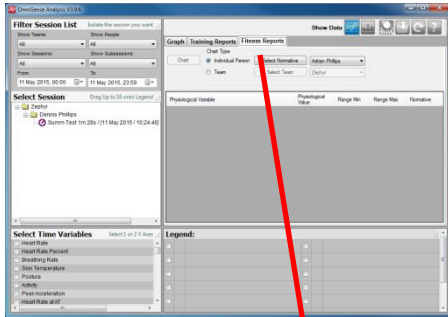 OmniSense Analysis V3.9.6
Filter Session List Isolate the session you want
Show Teams: Show People:
All All
Show Sessions: Show Subsessions:
All All
From: To:
11 May 2015, 00:00 11 May 2015, 23:59
Select Session Drag Up to 16 onto Legend
Zephyr
Dennis Phillips
Summ Test 1m 28s / [11 May 2015 / 10:24:46]
Select Time Variables Select 1 or 2 Y Axes
Heart Rate
Heart Rate Percent
Breathing Rate
Skin Temperature
Posture
Activity
Peak Acceleration
Heart Rate at AT
Show Data
Graph Training Reports Fitness Reports
Chart Type
Chart Individual Person Select Normative Adrian Phillips
Team Select Team Zephyr
Physiological Variable Physiological Value Range Min Range Max Normative
Legend: